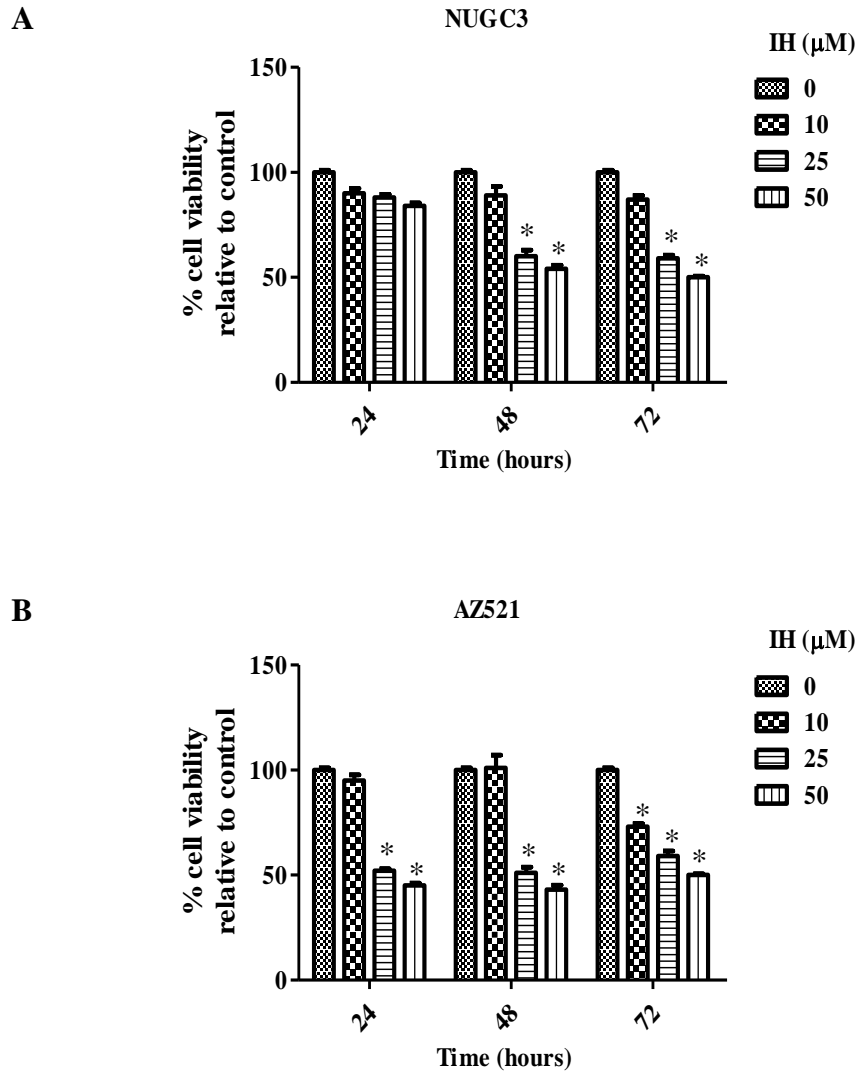 A
NUGC3
IH (μM)
0
10
25
50
% cell viability
relative to control
150
100
50
0
* *
* *
24
48
72
Time (hours)
B
AZ521
IH (μM)
0
10
25
50
% cell viability
relative to control
150
100
50
0
* *
* *
* * *
24
48
72
Time (hours)